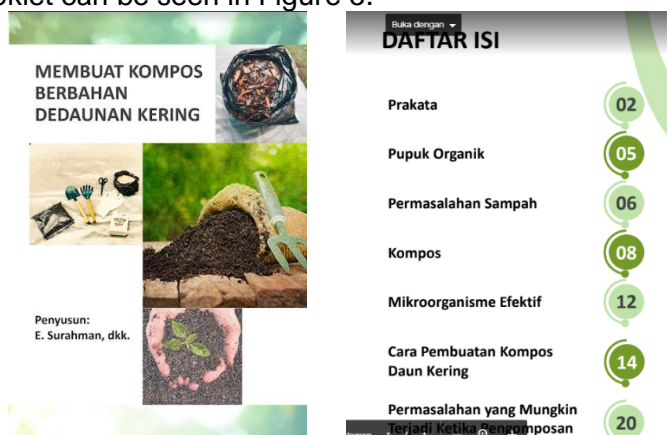 oklet can be seen in Figure
MEMBUAT KOMPOS
BERBAHAN
DEDAUNAN KERING
Penyusun:
E. Surahman, dkk.
Buka dengan
DAFTAR ISI
Prakata 02
Pupuk Organik 05
Permasalahan Sampah 06
Kompos 08
Mikroorganisme Efektif 12
Cara Pembuatan Kompos
Daun Kering 14
Permasalahan yang Mungkin
Terjadi Ketika Pengomposan 20